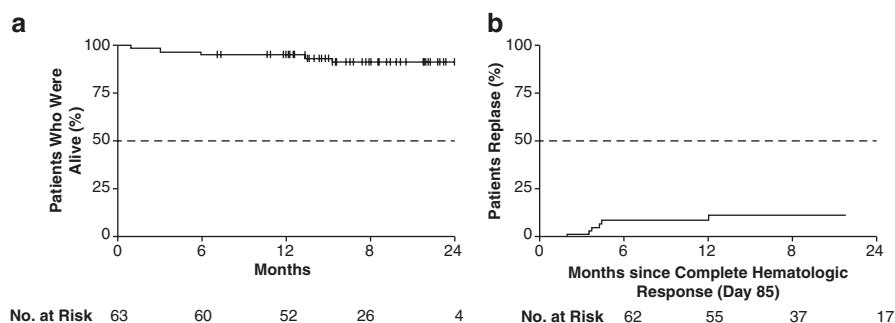 a
100
75
50
25
0
Patients Who Were
Alive (%)
0 6 12 8 24
Months
No. at Risk 63 60 52 26 4
b
100
75
50
25
0
Patients Replase (%)
0 6 12 8 24
Months since Complete Hematologic
Response (Day 85)
No. at Risk 62 55 37 17